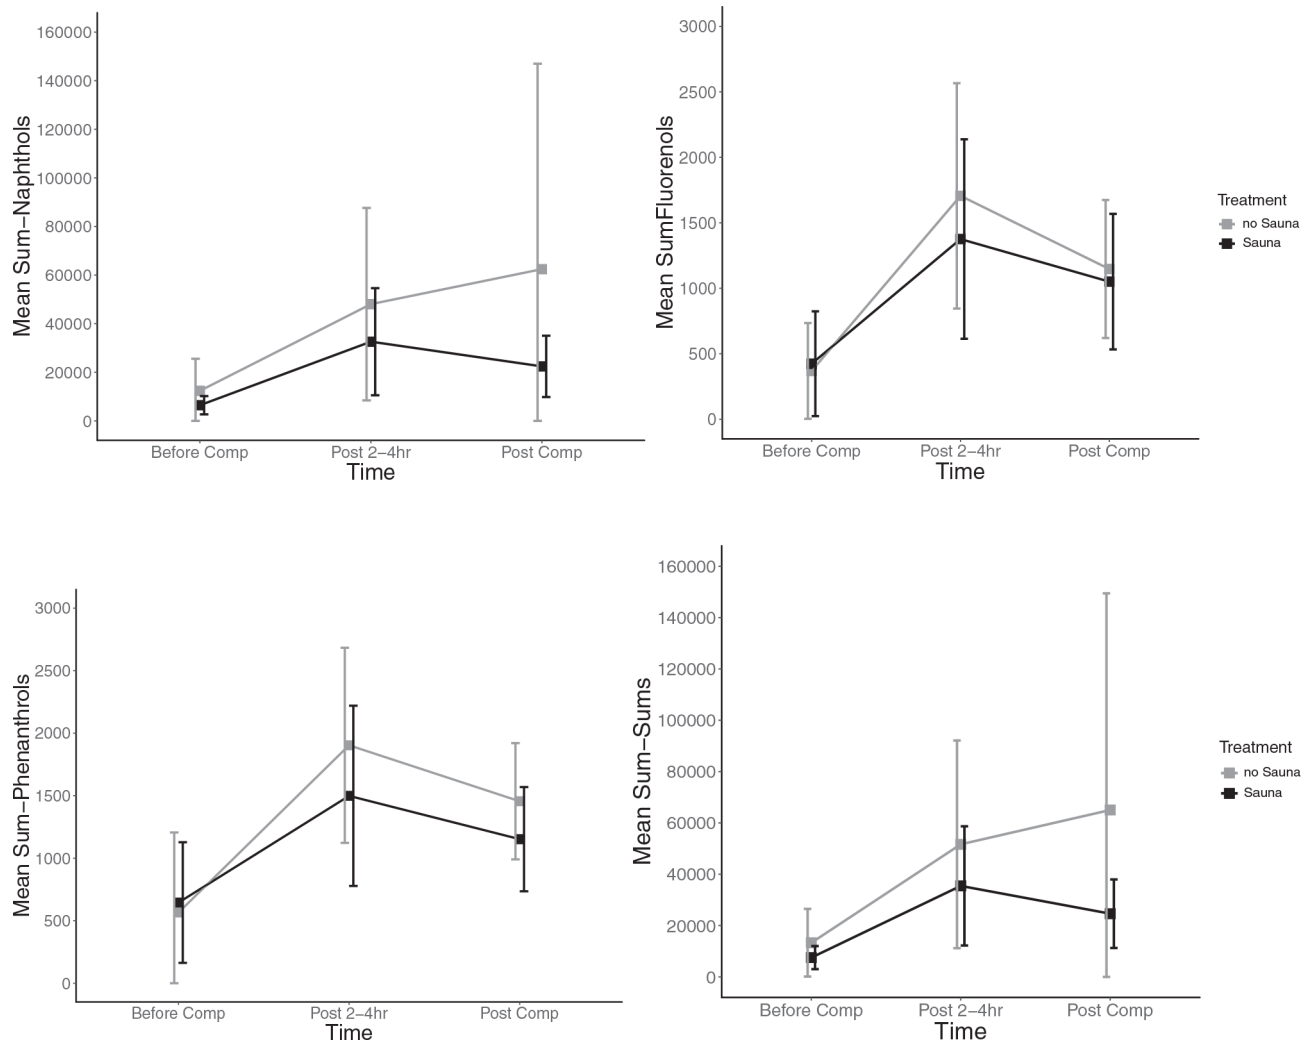 Mean Sum−Naphthols
160000
140000
120000
100000
80000
60000
40000
20000
0
Before Comp Post 2−4hr Post Comp
Time
Mean SumFluorenols
3000
2500
2000
1500
1000
500
0
Before Comp Post 2−4hr Post Comp
Time
Treatment
no Sauna
Sauna
Mean Sum−Phenanthrols
3000
2500
2000
1500
1000
500
0
Before Comp Post 2−4hr Post Comp
Time
Mean Sum−Sums
160000
140000
120000
100000
80000
60000
40000
20000
0
Before Comp Post 2−4hr Post Comp
Time
Treatment
no Sauna
Sauna